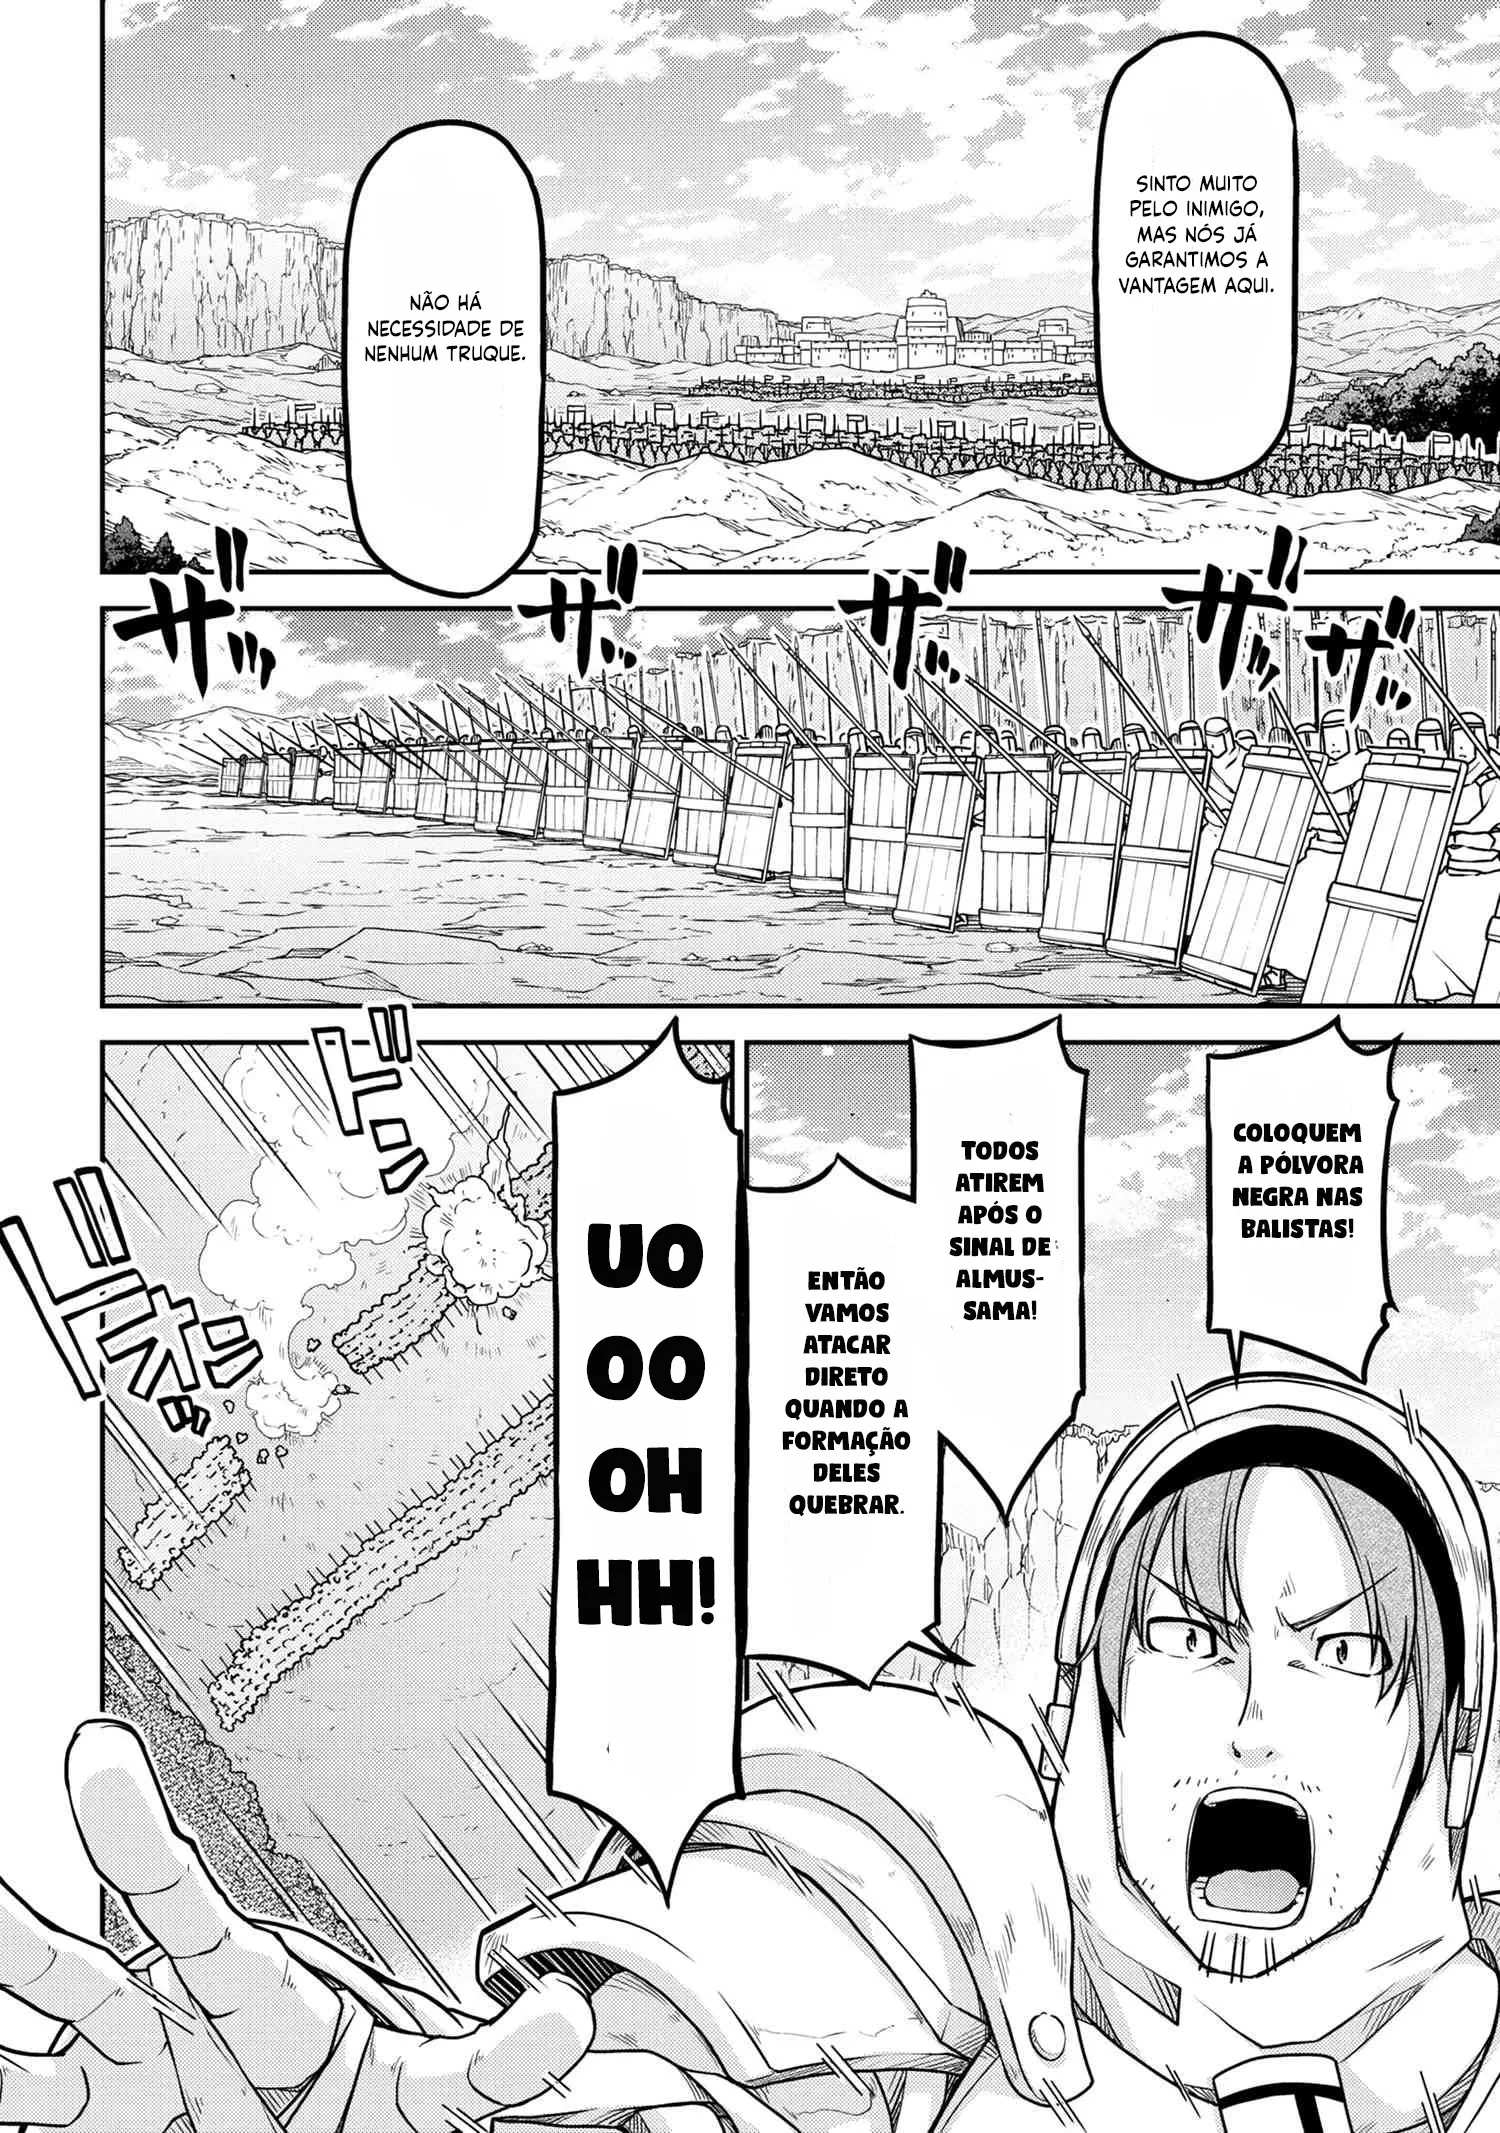 SINTO MUITO
PELO INIMIGO,
MAS NÓS JÁ
GARANTIMOS A
VANTAGEM AQUI.
NÃO HÁ
NECESSIDADE DE
NENHUM TRUQUE.
ザッ
ザッ
ザッ
ザッ
ザッ
COLOQUEM
A PÓLVORA
NEGRA NAS
BALISTAS!
TODOS
ATIREM
APÓS O
SINAL DE
ALMUS-
SAMA!
ENTÃO
VAMOS
ATACAR
DIRETO
QUANDO A
FORMAÇÃO
DELES
QUEBRAR.
UO
OO
OH
HH!
ドン
ドォンッ